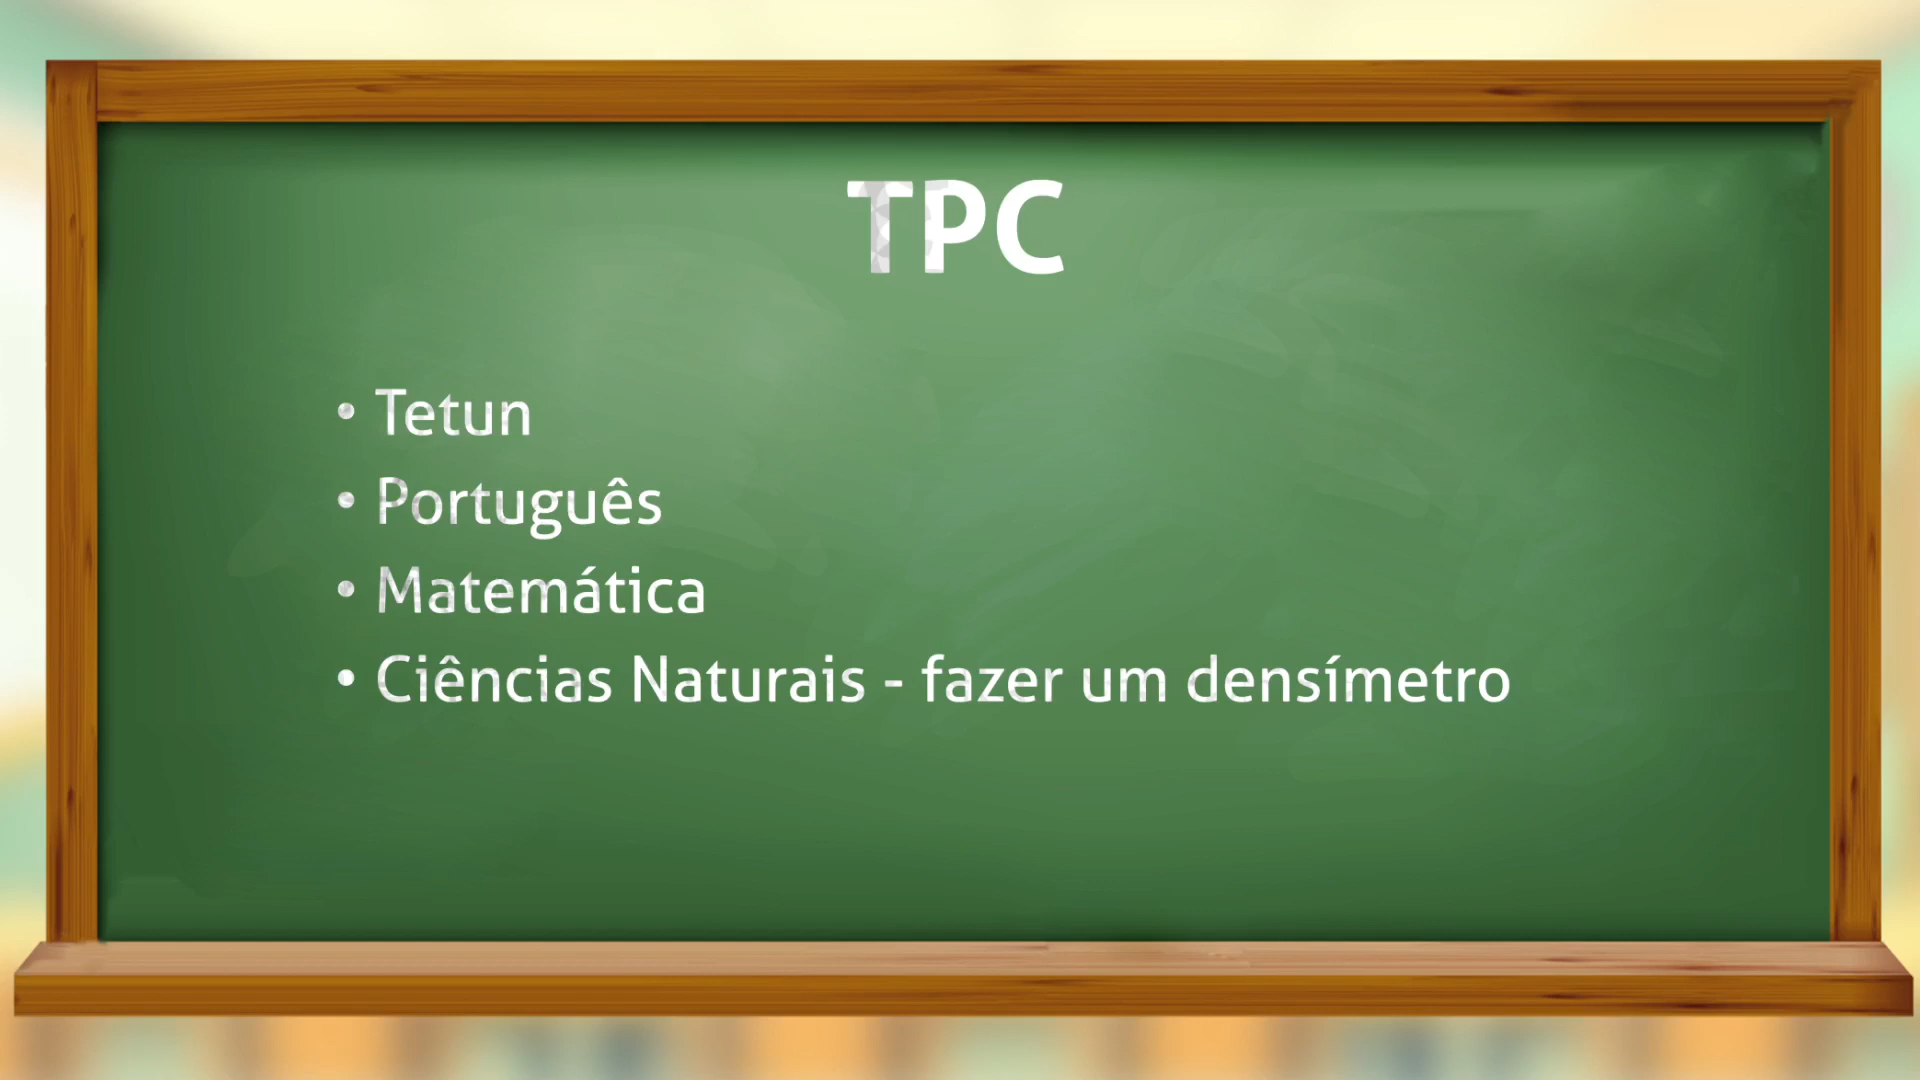 TPC
• Tetun
• Português
• Matemática
• Ciências Naturais - fazer um densímetro